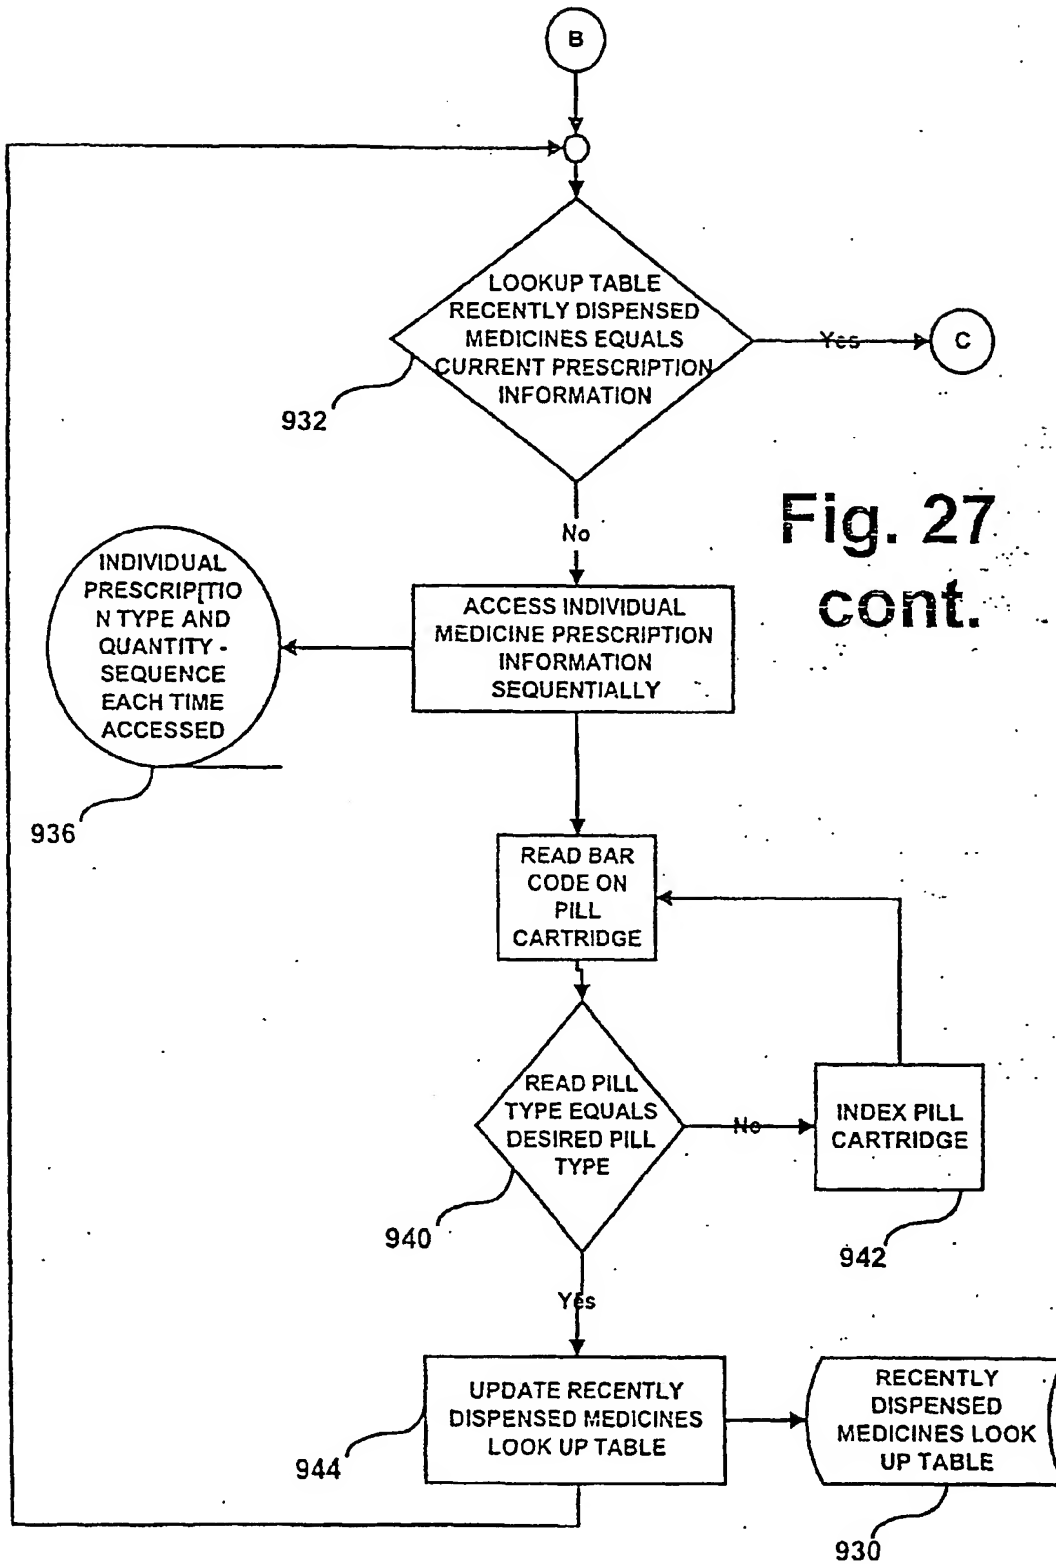 B
LOOKUP TABLE
RECENTLY DISPENSED
MEDICINES EQUALS
CURRENT PRESCRIPTION
INFORMATION
Yes
C
932
Fig. 27
cont.
No
INDIVIDUAL
PRESCRIP[TIO
N TYPE AND
QUANTITY -
SEQUENCE
EACH TIME
ACCESSED
ACCESS INDIVIDUAL
MEDICINE PRESCRIPTION
INFORMATION
SEQUENTIALLY
936
READ BAR
CODE ON
PILL
CARTRIDGE
READ PILL
TYPE EQUALS
DESIRED PILL
TYPE
No
INDEX PILL
CARTRIDGE
940
942
Yes
UPDATE RECENTLY
DISPENSED MEDICINES
LOOK UP TABLE
RECENTLY
DISPENSED
MEDICINES LOOK
UP TABLE
944
930